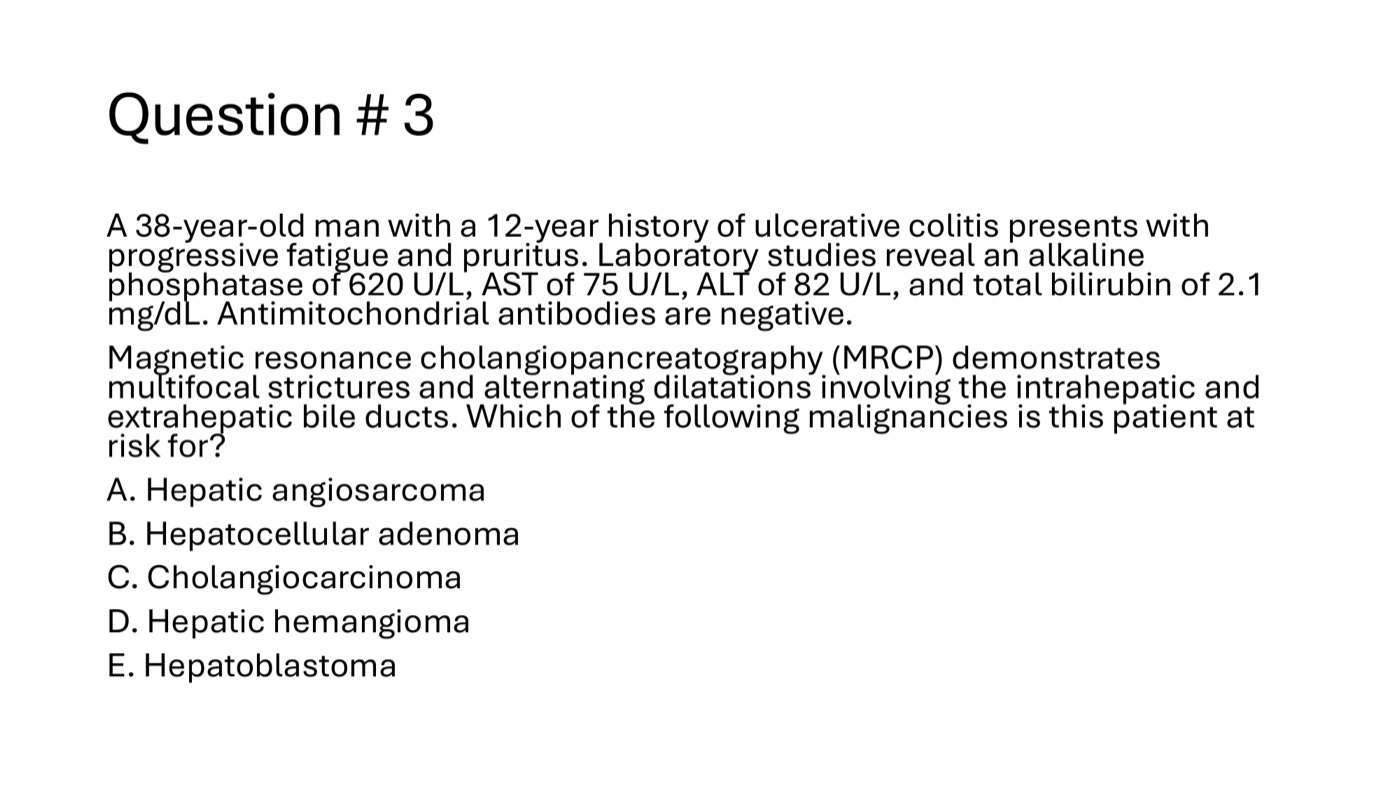 Question # 3
A 38-year-old man with a 12-year history of ulcerative colitis presents with
progressive fatigue and pruritus. Laboratory studies reveal an alkaline
phosphatase of 620 U/L, AST of 75 U/L, ALT of 82 U/L, and total bilirubin of 2.1
mg/dL. Antimitochondrial antibodies are negative.
Magnetic resonance cholangiopancreatography (MRCP) demonstrates
multifocal strictures and alternating dilatations involving the intrahepatic and
extrahepatic bile ducts. Which of the following malignancies is this patient at
risk for?
A. Hepatic angiosarcoma
B. Hepatocellular adenoma
C. Cholangiocarcinoma
D. Hepatic hemangioma
E. Hepatoblastoma